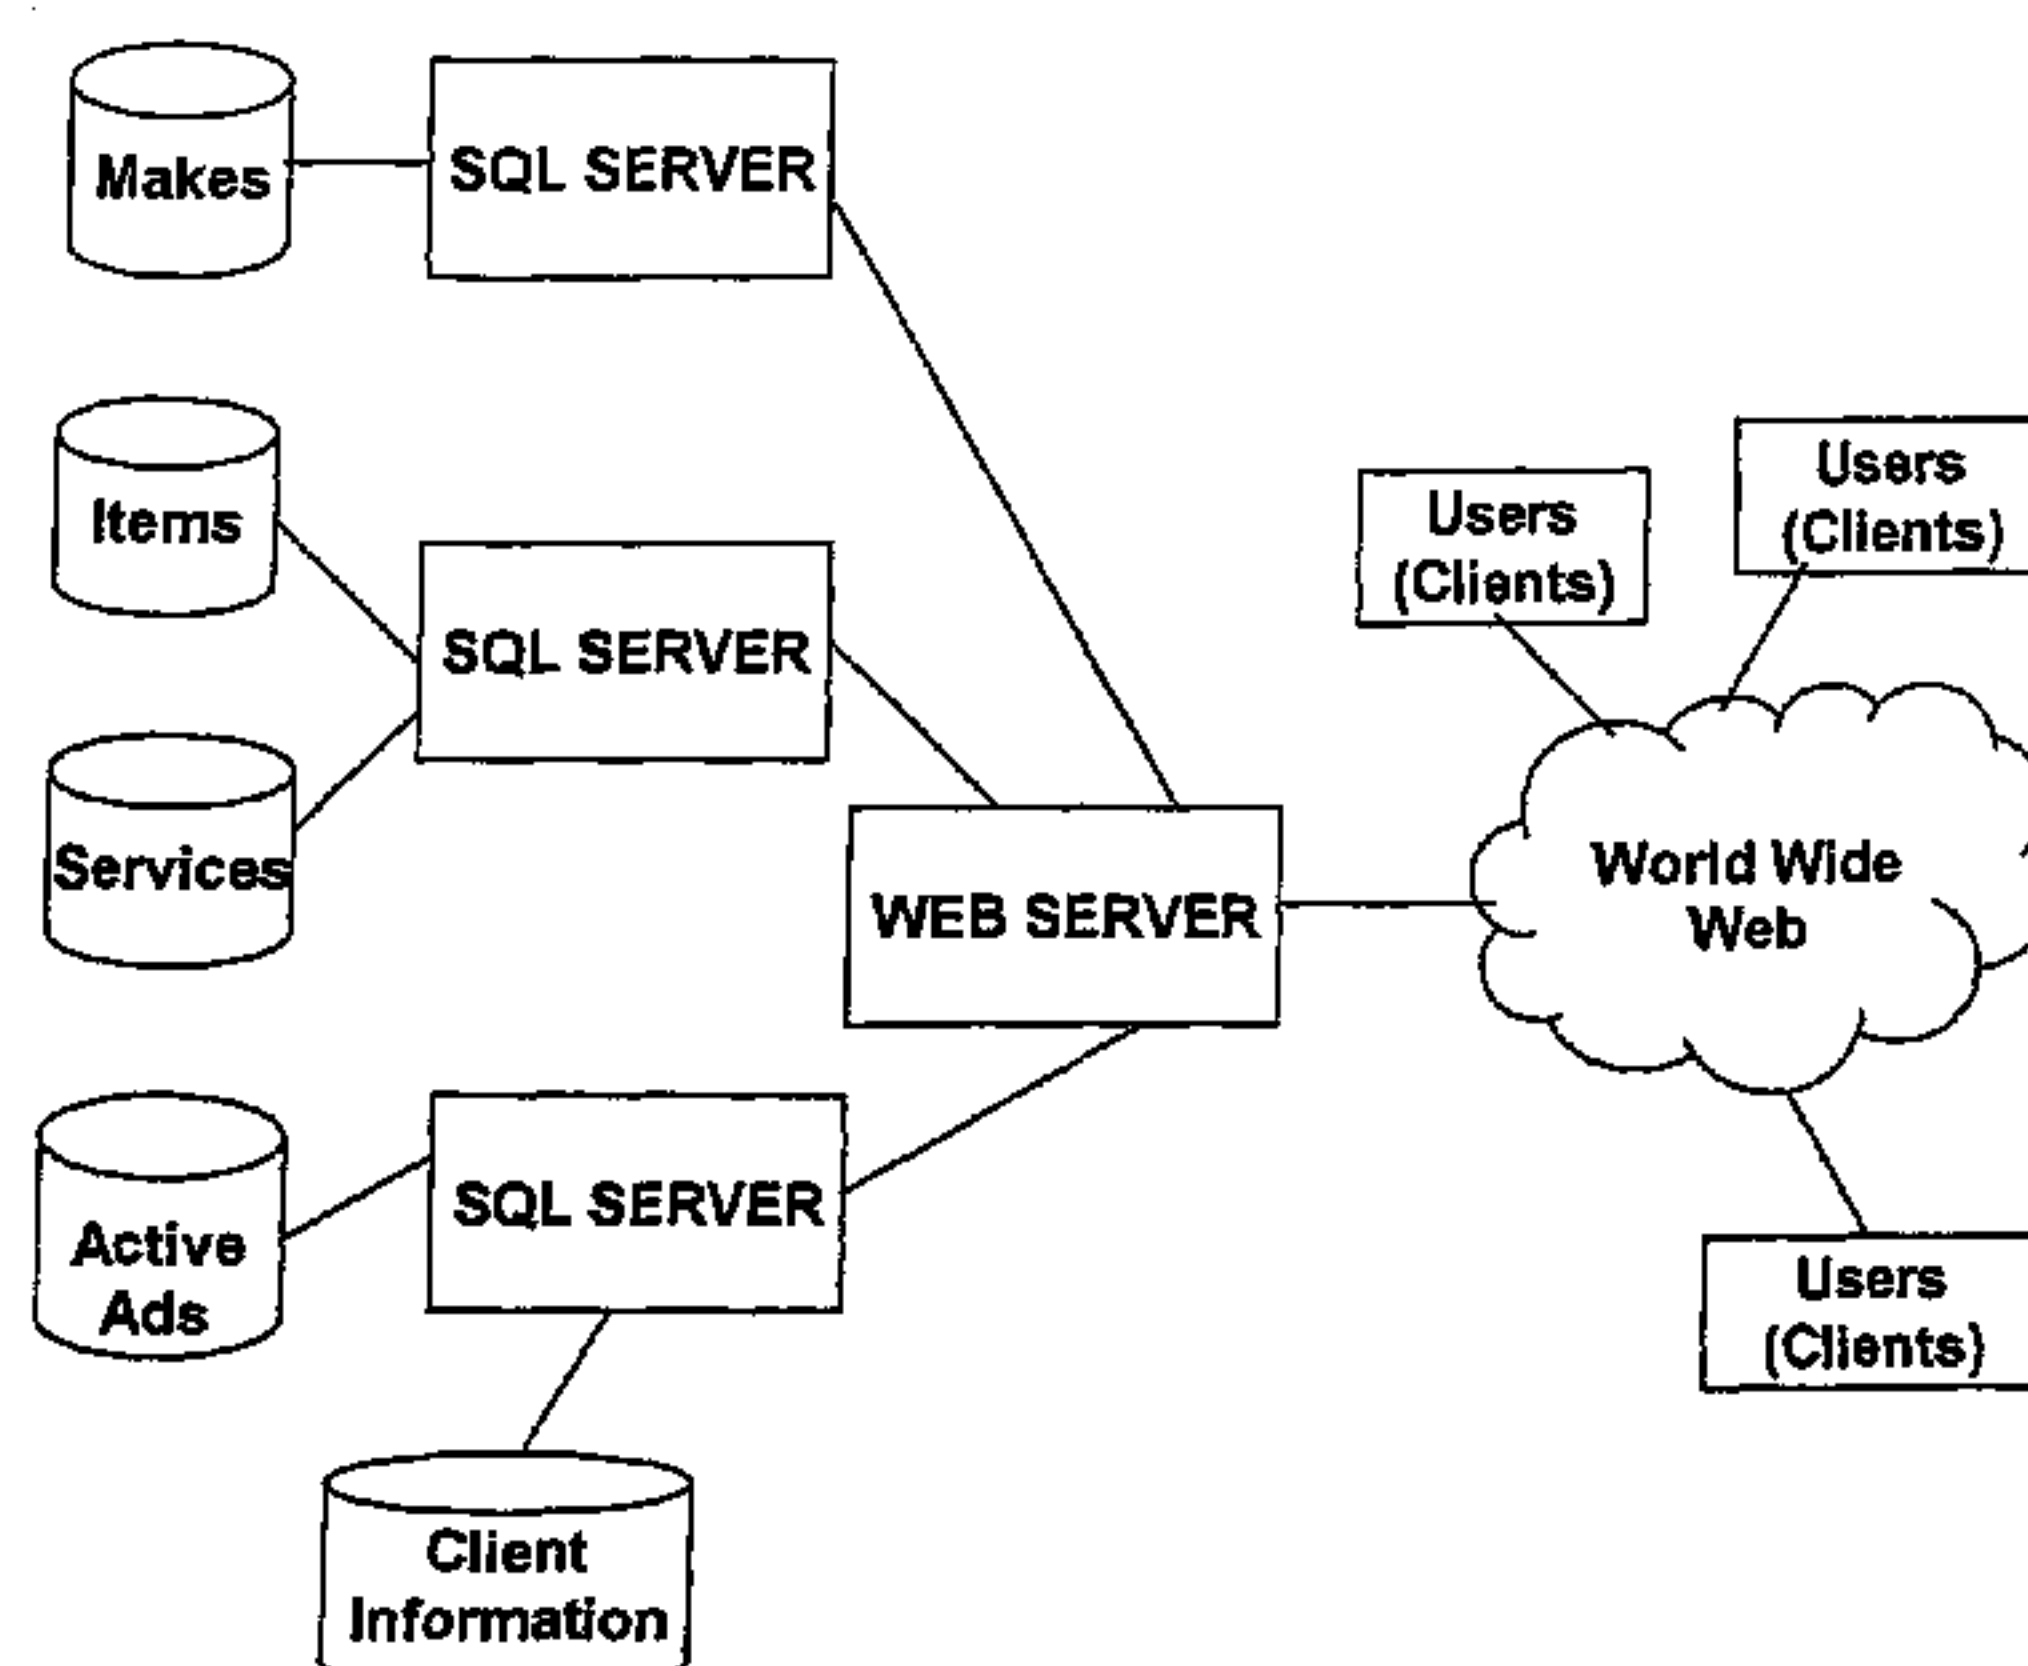 Makes
SQL SERVER
Items
SQL SERVER
Services
Users
(Clients)
Users
(Clients)
World Wide
Web
WEB SERVER
Active
Ads
SQL SERVER
Users
(Clients)
Client
Information